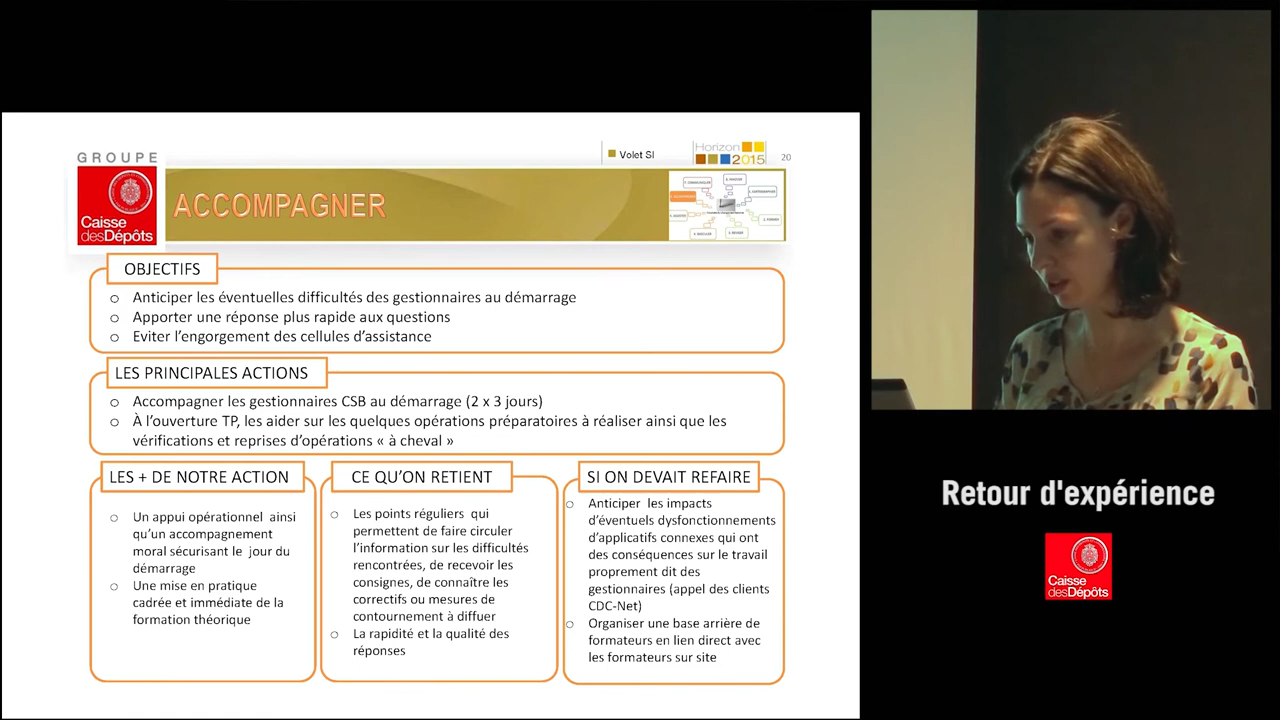 GROUPE
Caisse
desDépôts
Volet SI
Horizon
2015
20
ACCOMPAGNER
OBJECTIFS
o Anticiper les éventuelles difficultés des gestionnaires au démarrage
o Apporter une réponse plus rapide aux questions
o Eviter l'engorgement des cellules d'assistance
LES PRINCIPALES ACTIONS
o Accompagner les gestionnaires CSB au démarrage (2 x 3 jours)
o À l'ouverture TP, les aider sur les quelques opérations préparatoires à réaliser ainsi que les
vérifications et reprises d'opérations « à cheval »
LES + DE NOTRE ACTION
o Un appui opérationnel ainsi
qu'un accompagnement
moral sécurisant le jour du
démarrage
o Une mise en pratique
cadrée et immédiate de la
formation théorique
CE QU'ON RETIENT
o Les points réguliers qui
permettent de faire circuler
l'information sur les difficultés
rencontrées, de recevoir les
consignes, de connaître les
correctifs ou mesures de
contournement à diffuer
o La rapidité et la qualité des
réponses
SI ON DEVAIT REFAIRE
o Anticiper les impacts
d'éventuels dysfonctionnements
d'applicatifs connexes qui ont
des conséquences sur le travail
proprement dit des
gestionnaires (appel des clients
CDC-Net)
o Organiser une base arrière de
formateurs en lien direct avec
les formateurs sur site
Retour d'expérience
Caisse
desDépôts